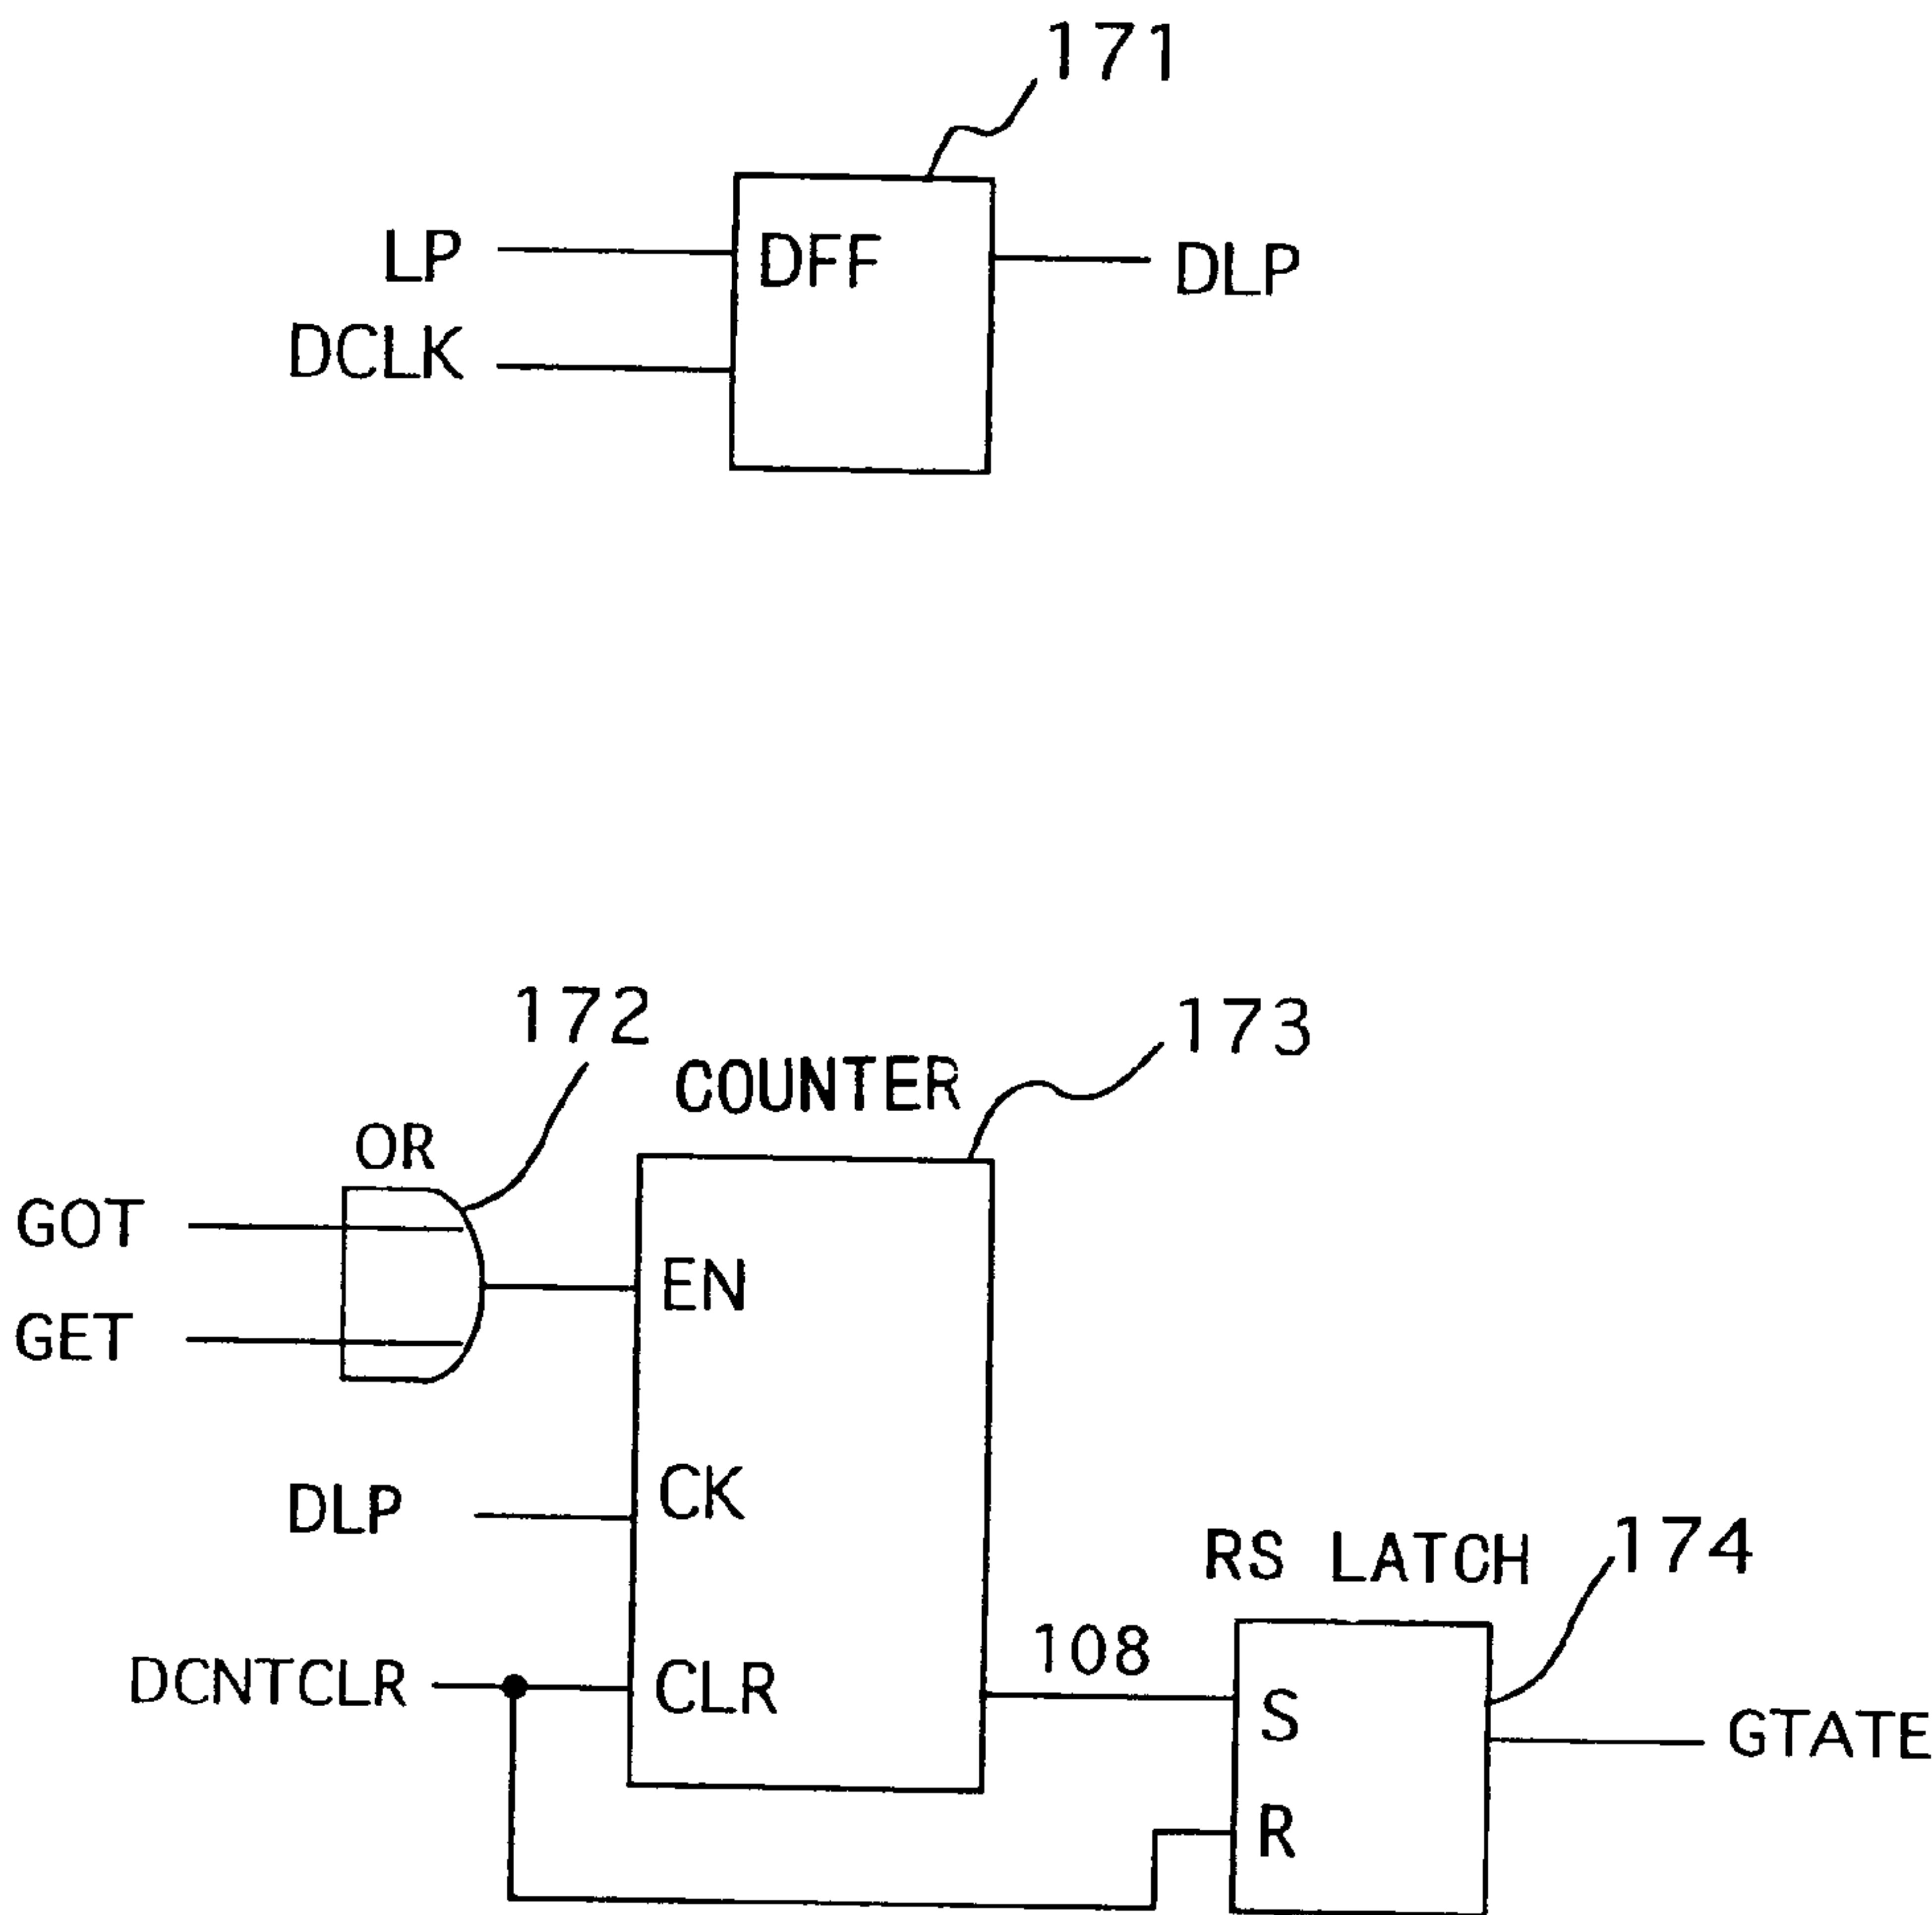 171
LP
DFF
DLP
DCLK
172
173
COUNTER
OR
GOT
EN
GET
CK
DLP
RS LATCH
174
108
DCNTCLR
CLR
S
GTATE
R